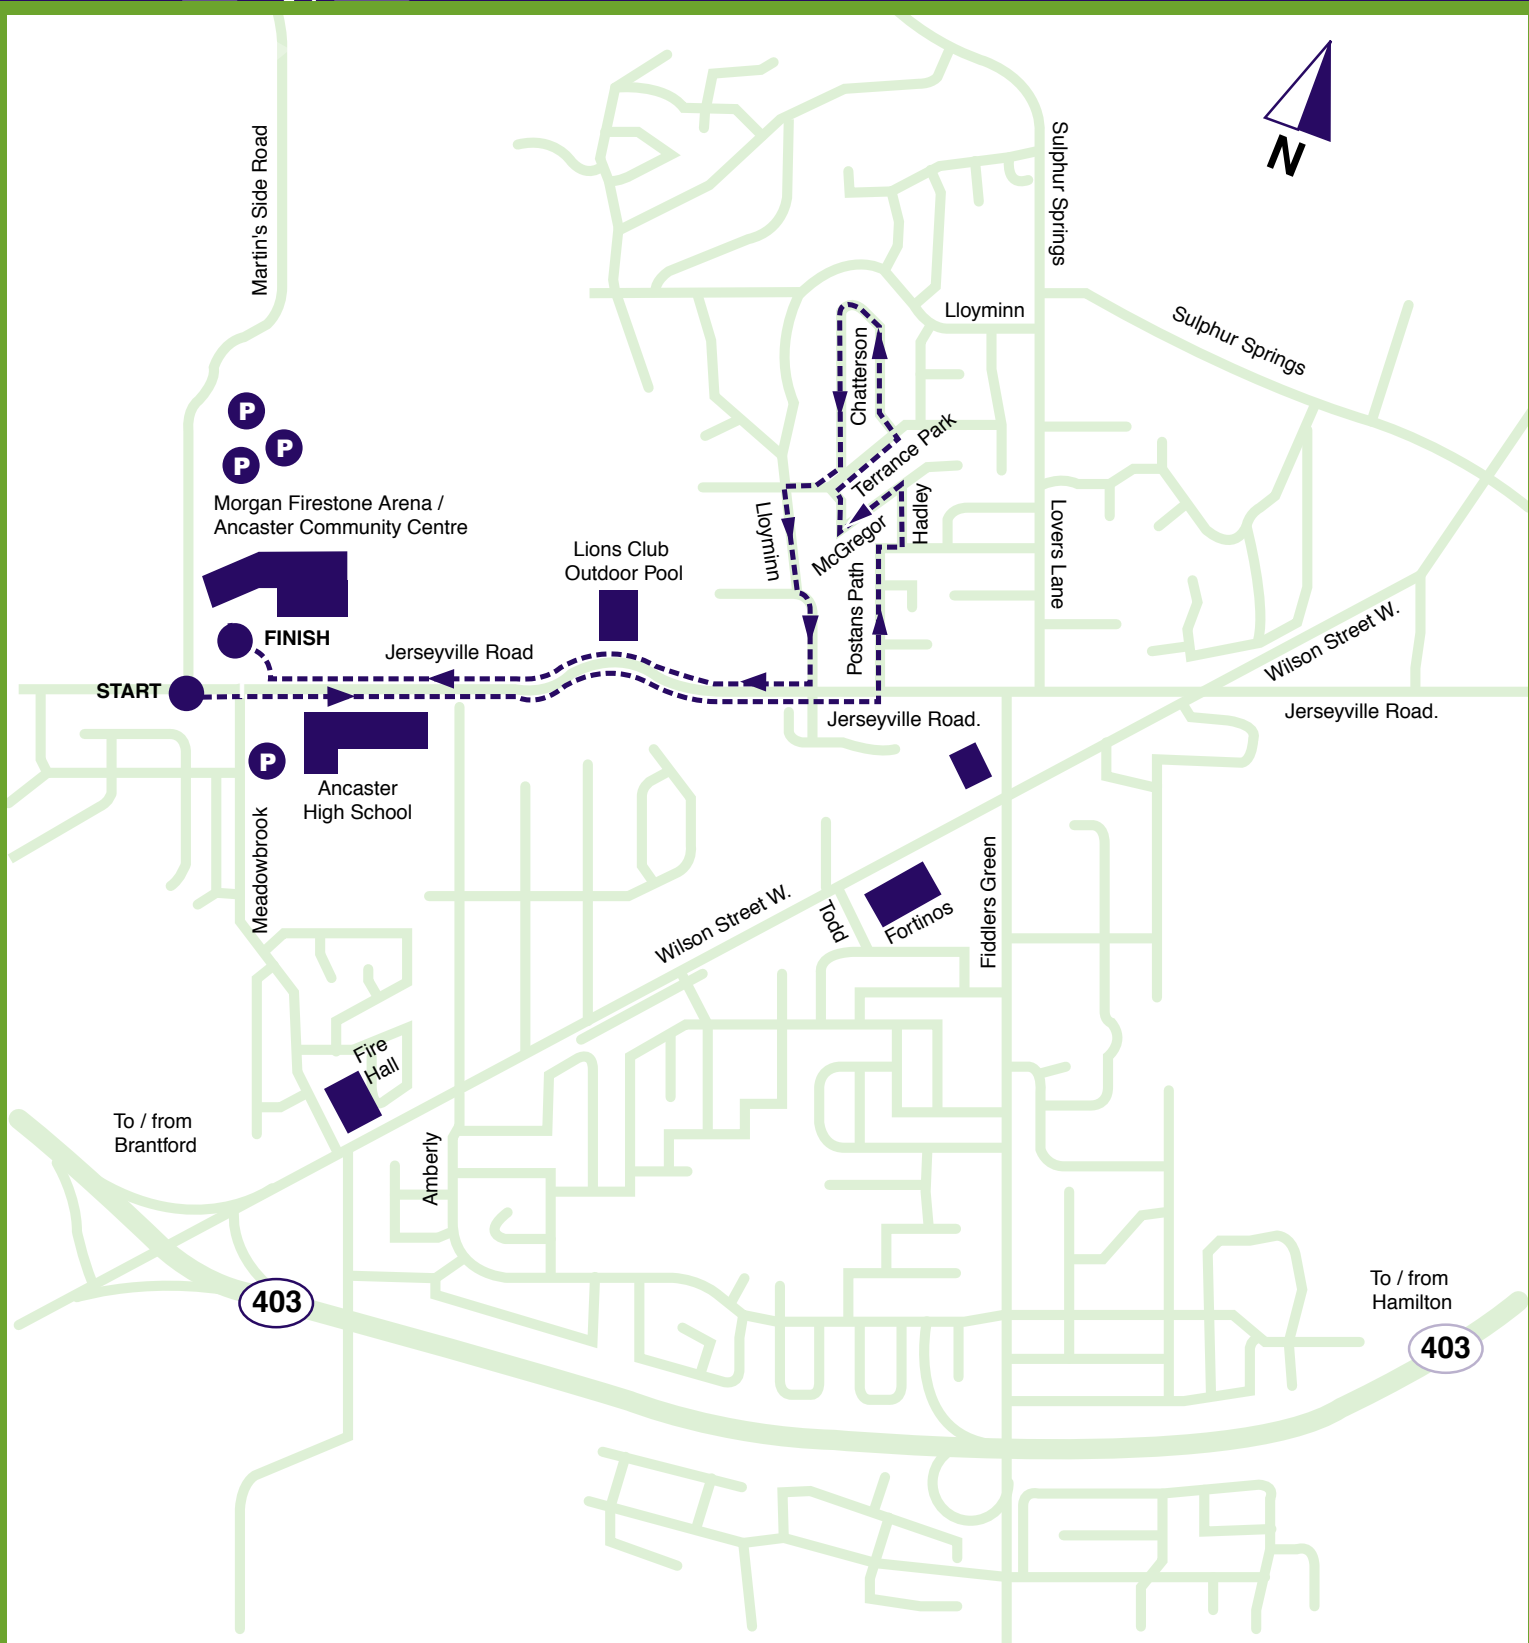 N
Martin's Side Road
Sulphur Springs
Lloyminn
Sulphur Springs
Chatterson
P
P
P
Terrance Park
Morgan Firestone Arena /
Ancaster Community Centre
Hadley
Lloyminn
McGregor
Lovers Lane
Lions Club
Outdoor Pool
Postans Path
Wilson Street W.
FINISH
Jerseyville Road
START
Jerseyville Road.
Jerseyville Road.
P
Ancaster
High School
Meadowbrook
Fiddlers Green
Wilson Street W.
Todd
Fortinos
Fire
Hall
To / from
Brantford
Amberly
403
To / from
Hamilton
403